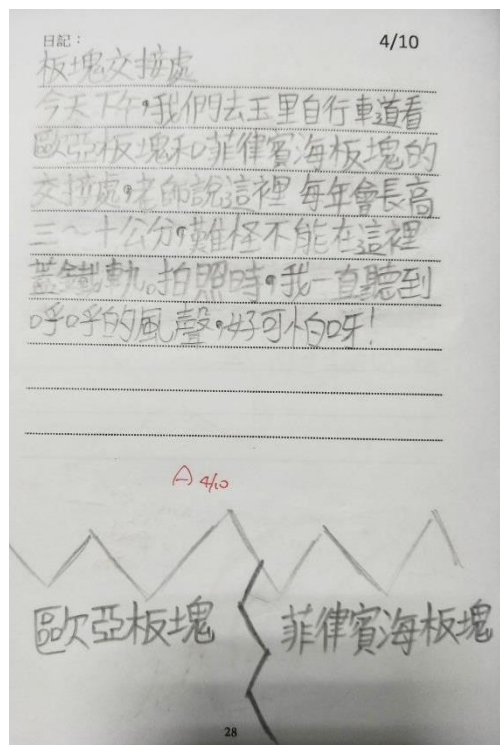 日記：
4/10
板塊交接處
今天下午，我們去玉里自行車道看
歐亞板塊和菲律賓海板塊的
交接處，老師說這裡每年會長高
三～十公分，難怪不能在這裡
蓋鐵軌。拍照時，我一直聽到
呼呼的風聲，好可怕呀！
A 4/10
歐亞板塊
菲律賓海板塊
28